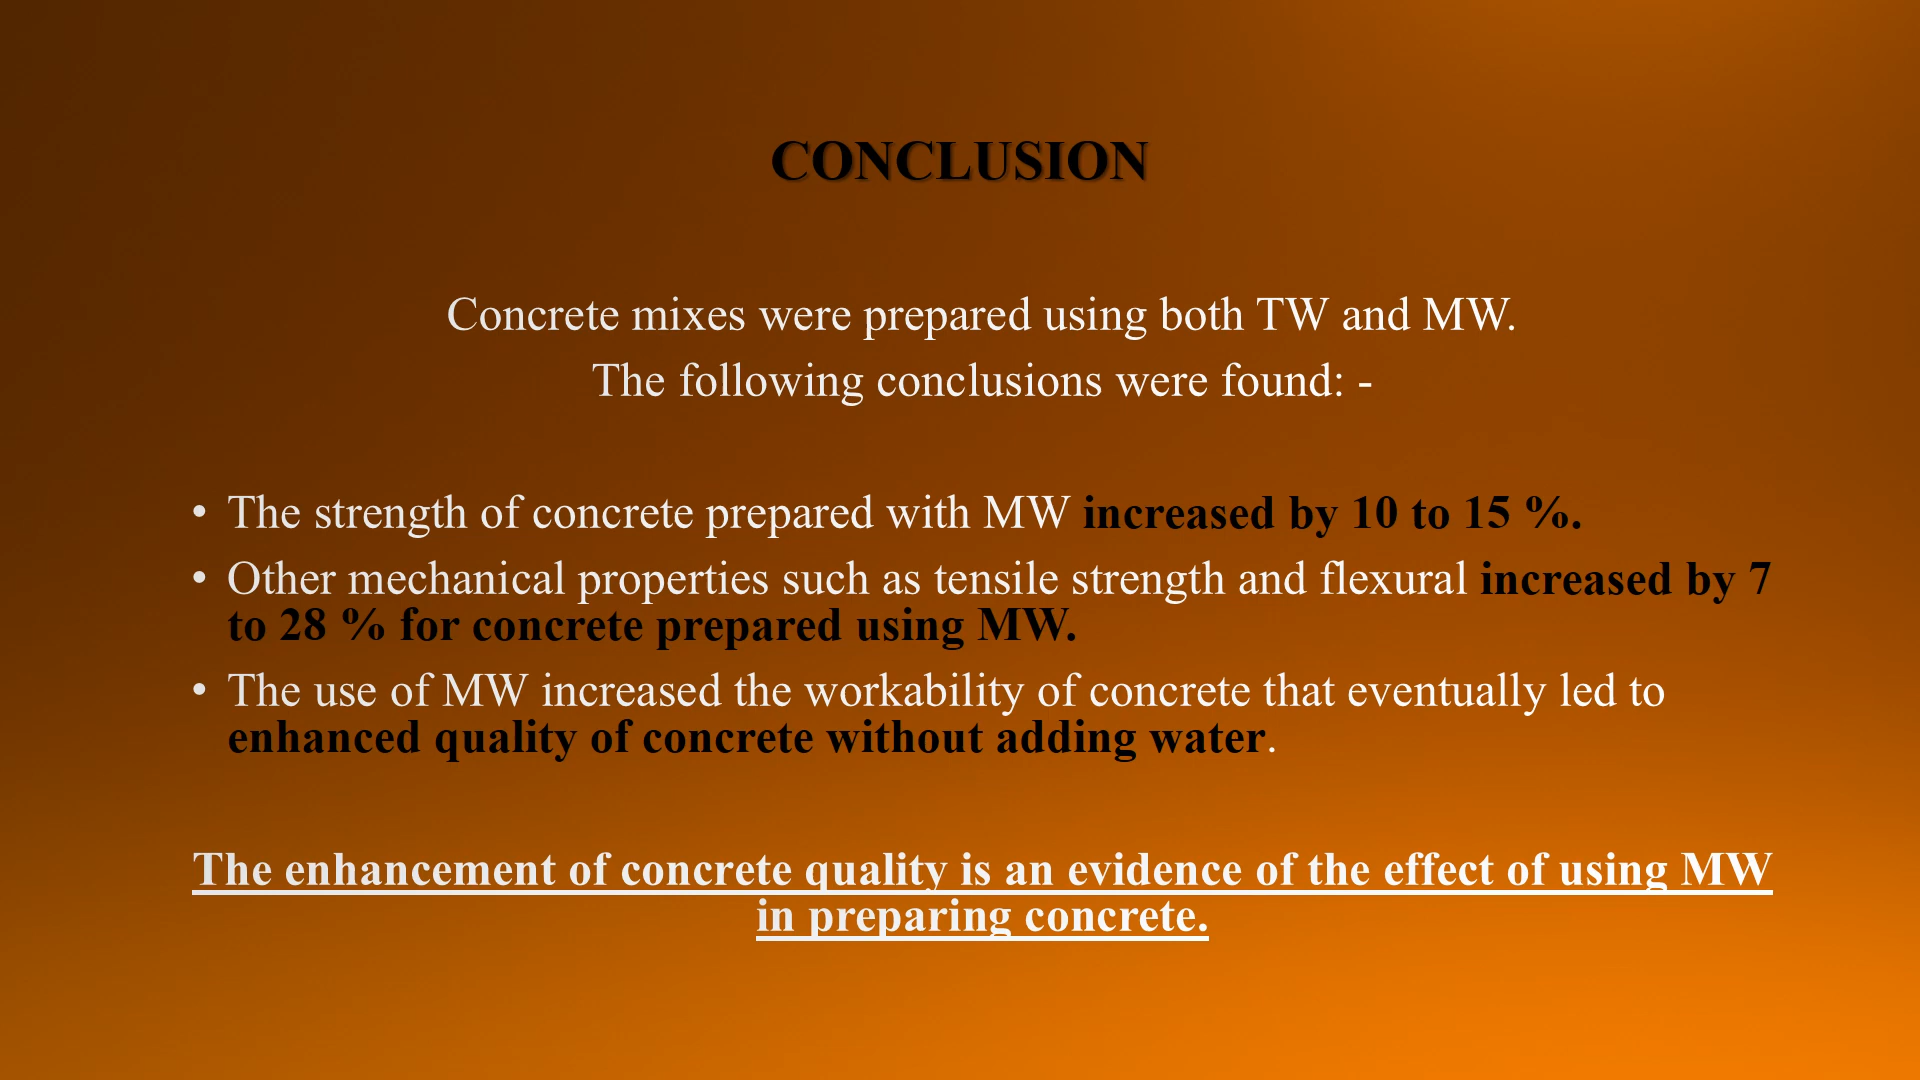 CONCLUSION
Concrete mixes were prepared using both TW and MW.
The following conclusions were found: -
• The strength of concrete prepared with MW increased by 10 to 15 %.
• Other mechanical properties such as tensile strength and flexural increased by 7
to 28 % for concrete prepared using MW.
• The use of MW increased the workability of concrete that eventually led to
enhanced quality of concrete without adding water.
The enhancement of concrete quality is an evidence of the effect of using MW
in preparing concrete.